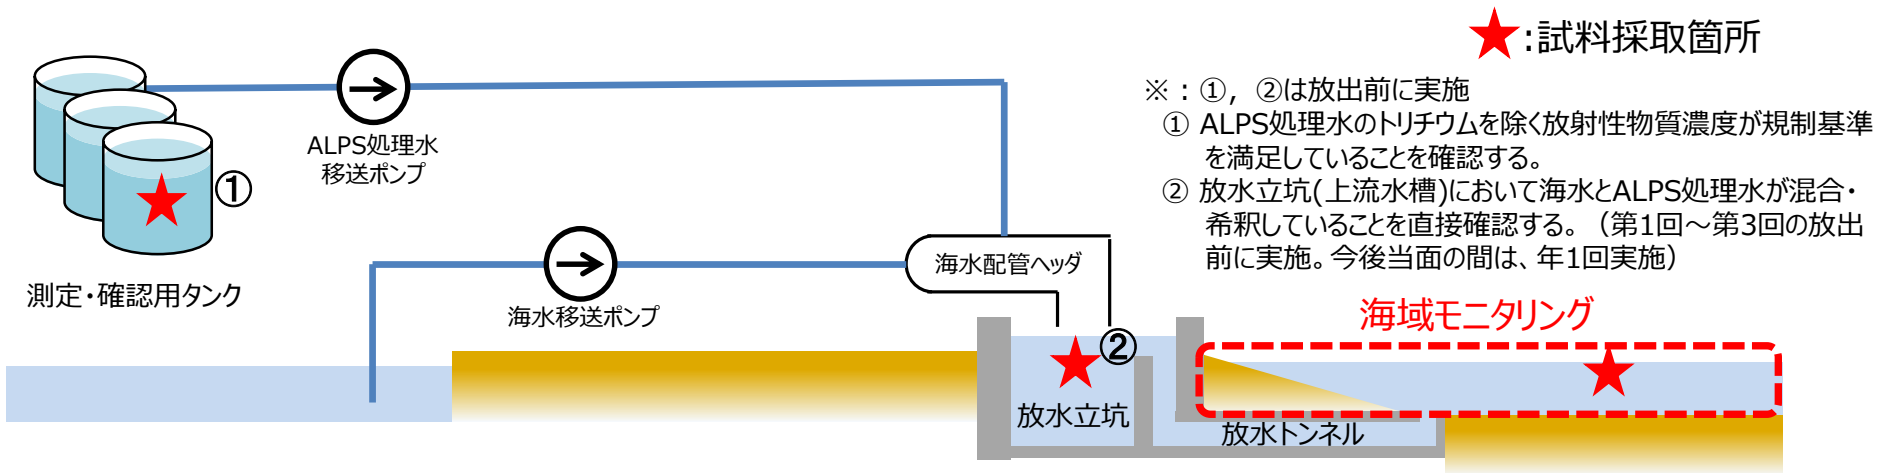 ★:試料採取箇所
※：①，②は放出前に実施
① ALPS処理水のトリチウムを除く放射性物質濃度が規制基準
を満足していることを確認する。
② 放水立坑(上流水槽)において海水とALPS処理水が混合・
希釈していることを直接確認する。（第1回～第3回の放出
前に実施。今後当面の間は、年1回実施）
ALPS処理水
移送ポンプ
①
測定・確認用タンク
海水配管ヘッダ
海水移送ポンプ
海域モニタリング
②
放水立坑
放水トンネル